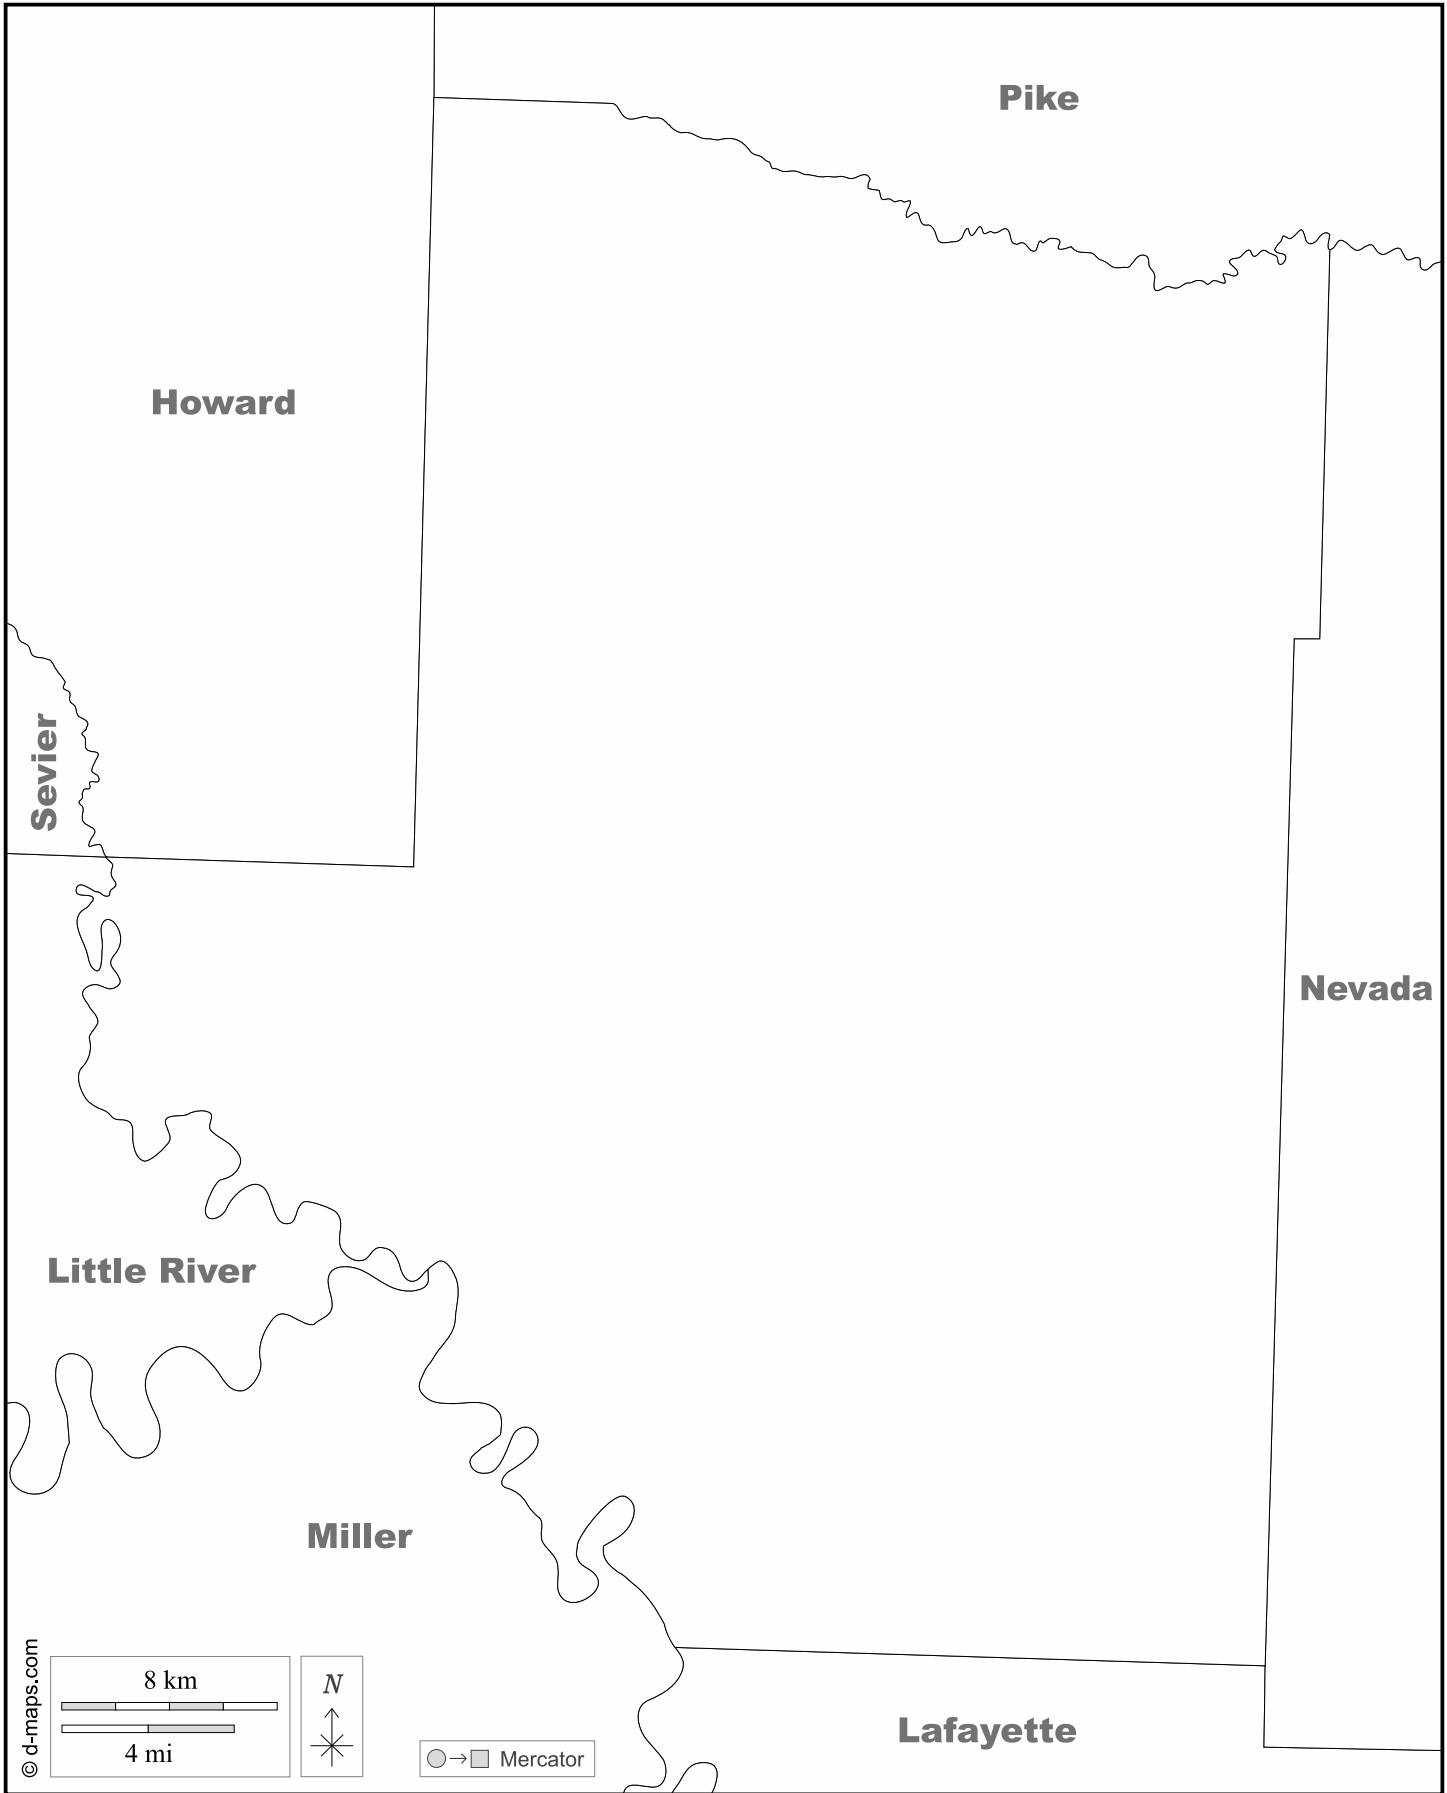 Pike
Howard
Sevier
Nevada
Little River
Miller
Lafayette
© d-maps.com
8 km
4 mi
N
Mercator